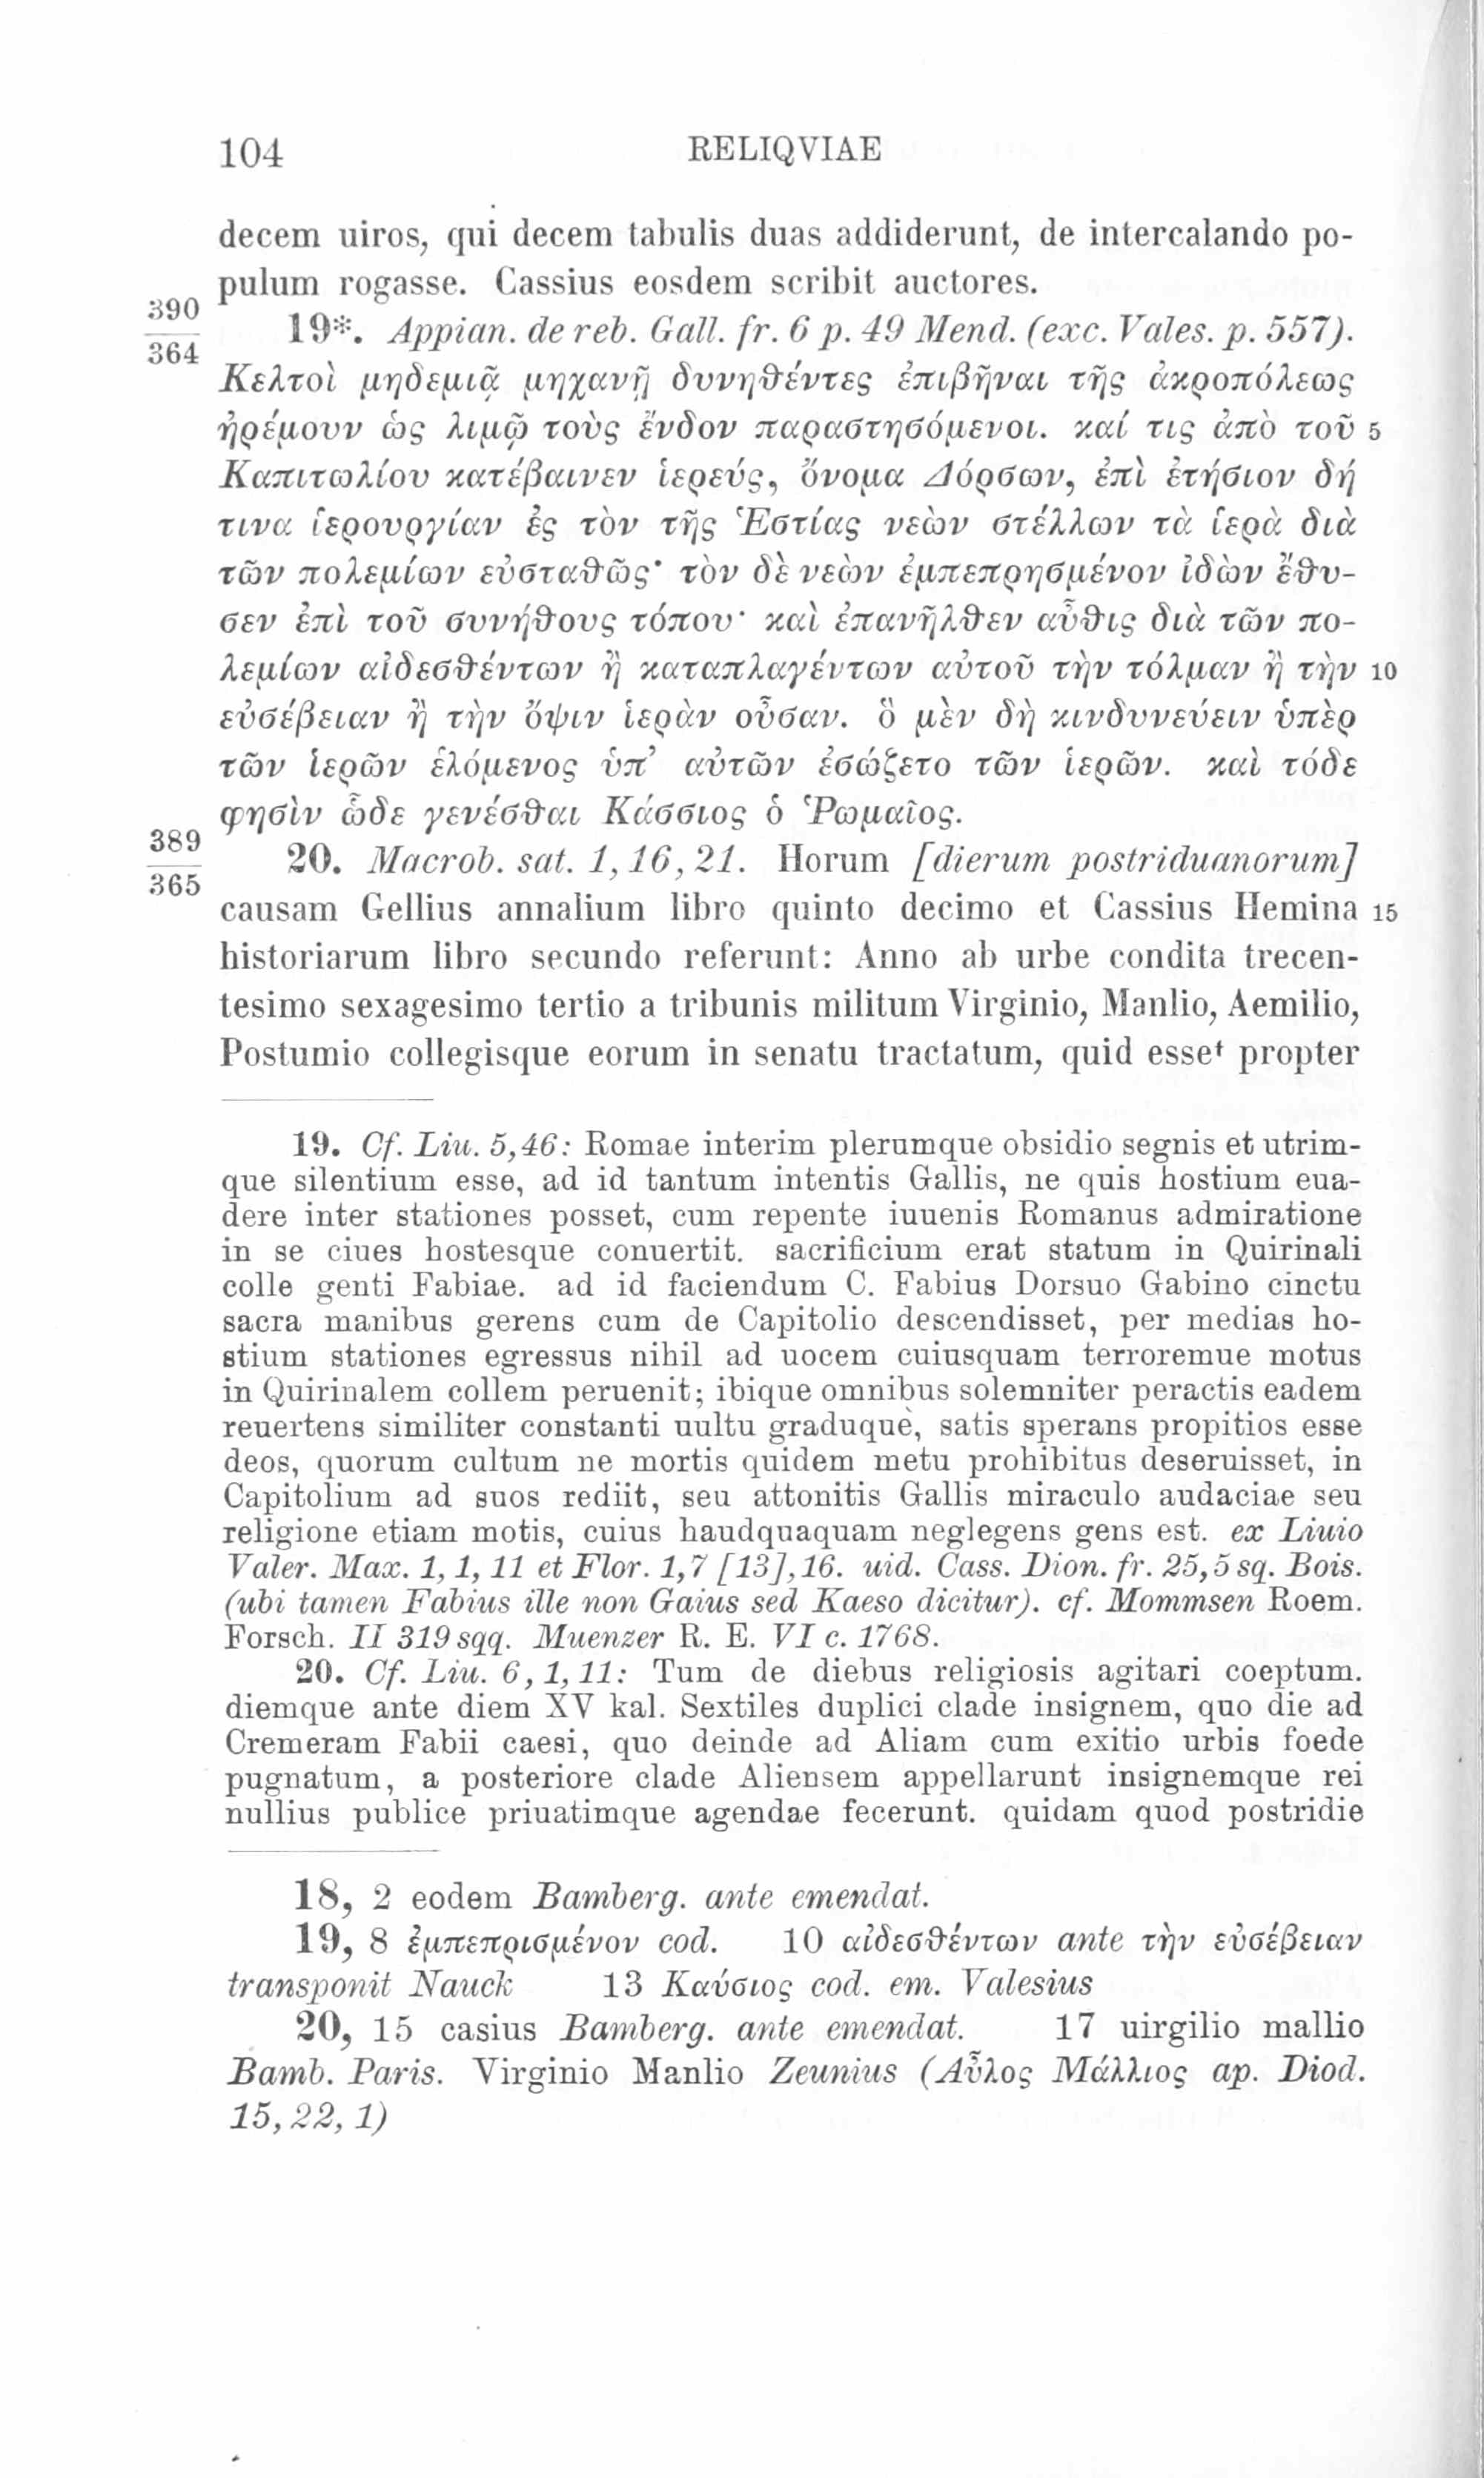 104 RELIQVIAE
decem uiros, qui decem tabulis duas addiderunt, de intercalando po-
pulum rogasse. Cassius eosdem scribit auctores.
390
364
19*. Appian. de reb. Gall. fr. 6 p. 49 Mend. (exc. Vales. p. 557).
Κελτοὶ μηδεμιᾷ μηχανῇ δυνηθέντες ἐπιβῆναι τῆς ἀκροπόλεως
ἠρέμουν ὡς λιμῷ τοὺς ἔνδον παραστησόμενοι. καί τις ἀπὸ τοῦ 5
Καπιτωλίου κατέβαινεν ἱερεύς, ὄνομα Δόρσων, ἐπὶ ἐτήσιον δή
τινα ἱερουργίαν ἐς τὸν τῆς Ἑστίας νεὼν στέλλων τὰ ἱερὰ διὰ
τῶν πολεμίων εὐσταθῶς· τὸν δὲ νεὼν ἐμπεπρησμένον ἰδὼν ἔθυ-
σεν ἐπὶ τοῦ συνήθους τόπου· καὶ ἐπανῆλθεν αὖθις διὰ τῶν πο-
λεμίων αἰδεσθέντων ἢ καταπλαγέντων αὐτοῦ τὴν τόλμαν ἢ τὴν 10
εὐσέβειαν ἢ τὴν ὄψιν ἱερὰν οὖσαν. ὃ μὲν δὴ κινδυνεύειν ὑπὲρ
τῶν ἱερῶν ἑλόμενος ὑπ’ αὐτῶν ἐσώζετο τῶν ἱερῶν. καὶ τόδε
φησὶν ὧδε γενέσθαι Κάσσιος ὁ Ῥωμαῖος.
389
365
20. Macrob. sat. 1, 16, 21. Horum [dierum postriduanorum]
causam Gellius annalium libro quinto decimo et Cassius Hemina 15
historiarum libro secundo referunt: Anno ab urbe condita trecen-
tesimo sexagesimo tertio a tribunis militum Virginio, Manlio, Aemilio,
Postumio collegisque eorum in senatu tractatum, quid esset propter
19. Cf. Liu. 5,46: Romae interim plerumque obsidio segnis et utrim-
que silentium esse, ad id tantum intentis Gallis, ne quis hostium eua-
dere inter stationes posset, cum repente iuuenis Romanus admiratione
in se ciues hostesque conuertit. sacrificium erat statum in Quirinali
colle genti Fabiae. ad id faciendum C. Fabius Dorsuo Gabino cinctu
sacra manibus gerens cum de Capitolio descendisset, per medias ho-
stium stationes egressus nihil ad uocem cuiusquam terroremue motus
in Quirinalem collem peruenit; ibique omnibus solemniter peractis eadem
reuertens similiter constanti uultu graduque, satis sperans propitios esse
deos, quorum cultum ne mortis quidem metu prohibitus deseruisset, in
Capitolium ad suos rediit, seu attonitis Gallis miraculo audaciae seu
religione etiam motis, cuius haudquaquam neglegens gens est. ex Liuio
Valer. Max. 1, 1, 11 et Flor. 1,7 [13],16. uid. Cass. Dion. fr. 25,5 sq. Bois.
(ubi tamen Fabius ille non Gaius sed Kaeso dicitur). cf. Mommsen Roem.
Forsch. II 319 sqq. Muenzer R. E. VI c. 1768.
20. Cf. Liu. 6, 1, 11: Tum de diebus religiosis agitari coeptum.
diemque ante diem XV kal. Sextiles duplici clade insignem, quo die ad
Cremeram Fabii caesi, quo deinde ad Aliam cum exitio urbis foede
pugnatum, a posteriore clade Aliensem appellarunt insignemque rei
nullius publice priuatimque agendae fecerunt. quidam quod postridie
18, 2 eodem Bamberg. ante emendat.
19, 8 ἐμπεπρισμένον cod. 10 αἰδεσθέντων ante τὴν εὐσέβειαν
transponit Nauck 13 Καύσιος cod. em. Valesius
20, 15 casius Bamberg. ante emendat. 17 uirgilio mallio
Bamb. Paris. Virginio Manlio Zeunius (Αὖλος Μάλλιος ap. Diod.
15, 22, 1)